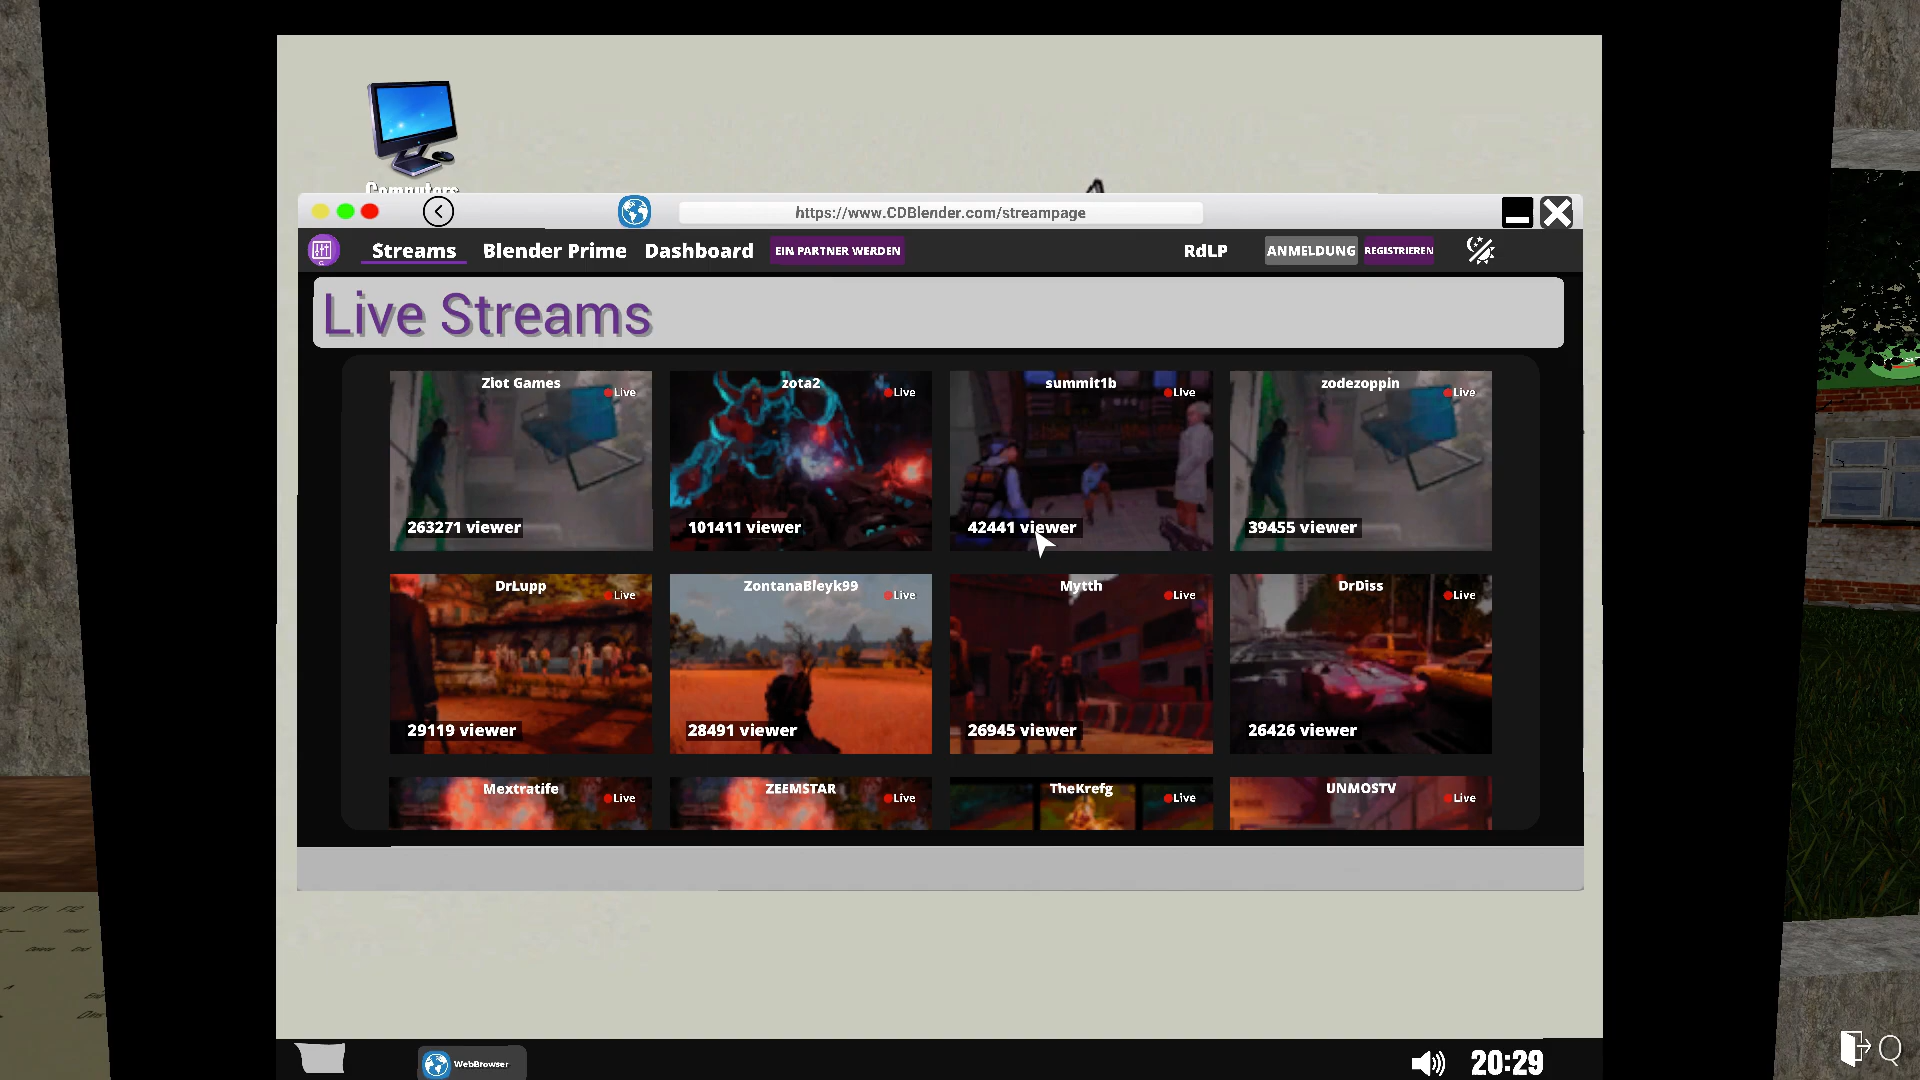 Computers
https://www.CDBlender.com/streampage
Streams Blender Prime Dashboard EIN PARTNER WERDEN RdLP ANMELDUNG REGISTRIEREN
Live Streams
Ziot Games Live zota2 Live summit1b Live zodezoppin Live
263271 viewer 101411 viewer 42441 viewer 39455 viewer
DrLupp Live ZontanaBleyk99 Live Mytth Live DrDiss Live
29119 viewer 28491 viewer 26945 viewer 26426 viewer
Mextratife Live ZEEMSTAR Live TheKrefg Live UNMOSTV Live
WebBrowser 20:29 Q